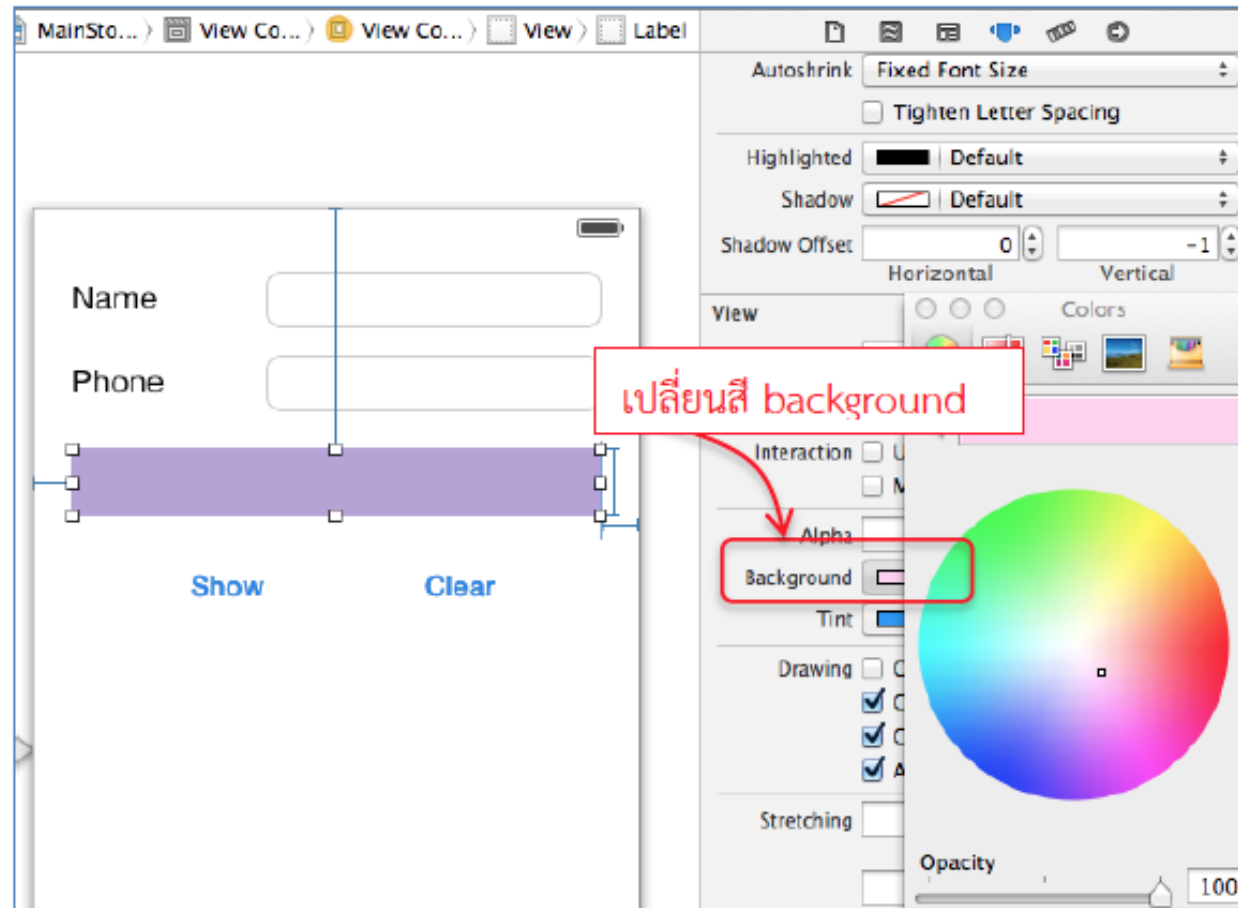 MainSto... 〉 View Co... 〉 View Co... 〉 View 〉 Label
Autoshrink Fixed Font Size
Tighten Letter Spacing
Highlighted Default
Shadow Default
Shadow Offset 0 -1
Horizontal Vertical
View
Colors
Name
Phone
เปลี่ยนสี background
Interaction U
M
Alpha
Background
Tint
Show Clear
Drawing
A
Stretching
Opacity
100